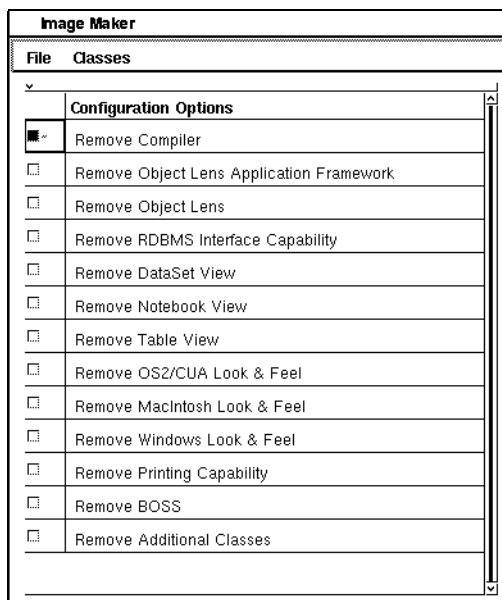 Image Maker
File Classes
Configuration Options
Remove Compiler
Remove Object Lens Application Framework
Remove Object Lens
Remove RDBMS Interface Capability
Remove DataSet View
Remove Notebook View
Remove Table View
Remove OS2/CUA Look & Feel
Remove MacIntosh Look & Feel
Remove Windows Look & Feel
Remove Printing Capability
Remove BOSS
Remove Additional Classes